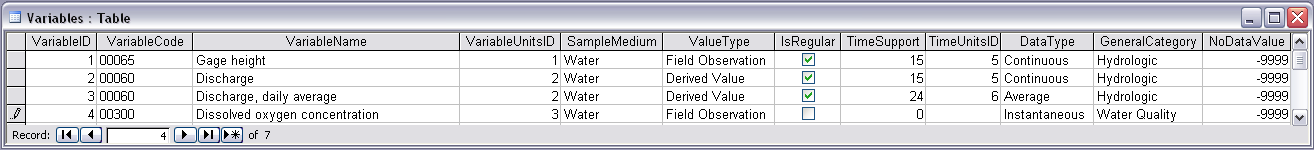 Variables : Table
VariableID VariableCode VariableName VariableUnitsID SampleMedium ValueType IsRegular TimeSupport TimeUnitsID DataType GeneralCategory NoDataValue
1 00065 Gage height 1 Water Field Observation 15 5 Continuous Hydrologic -9999
2 00060 Discharge 2 Water Derived Value 15 5 Continuous Hydrologic -9999
3 00060 Discharge, daily average 2 Water Derived Value 24 6 Average Hydrologic -9999
4 00300 Dissolved oxygen concentration 3 Water Field Observation 0 Instantaneous Water Quality -9999
Record: 4 of 7